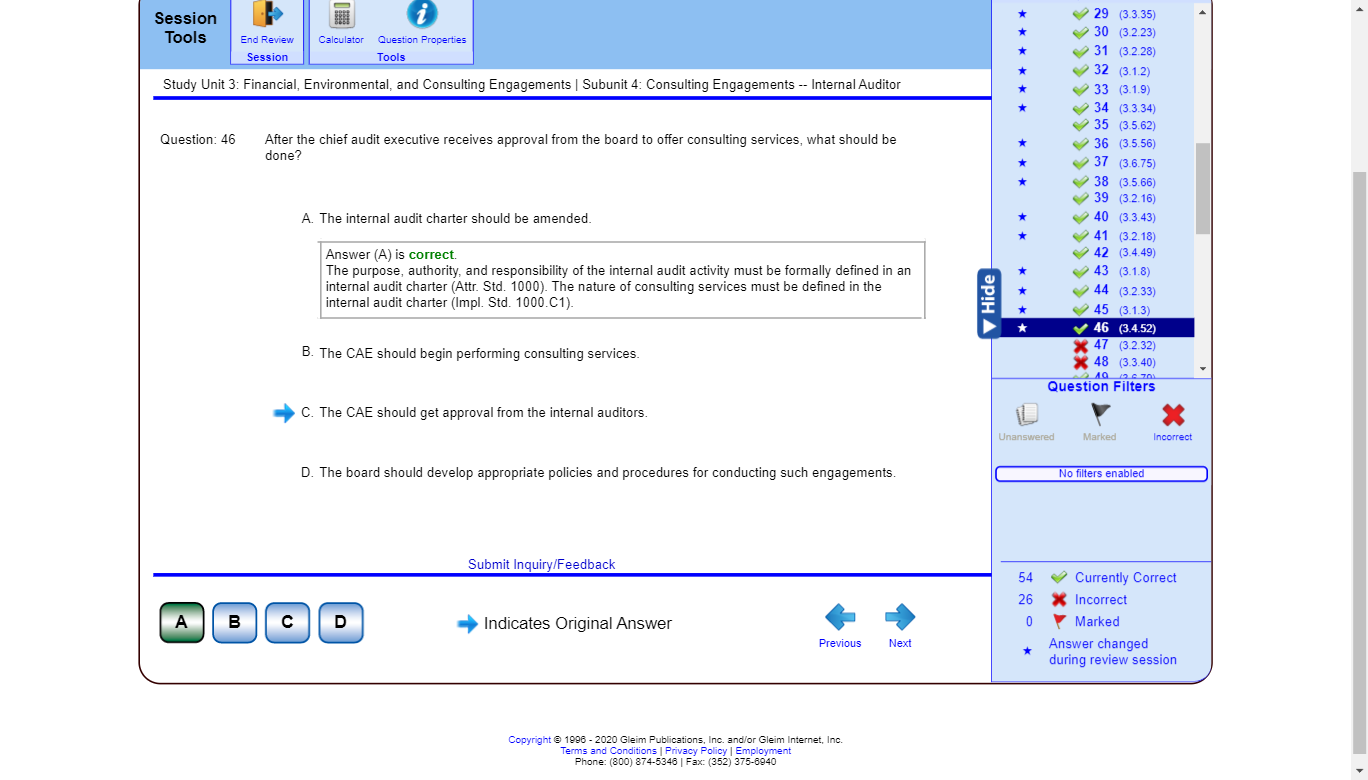 Session
Tools
End Review
Session
Calculator
Question Properties
Tools
Study Unit 3: Financial, Environmental, and Consulting Engagements | Subunit 4: Consulting Engagements -- Internal Auditor
Question: 46
After the chief audit executive receives approval from the board to offer consulting services, what should be
done?
A. The internal audit charter should be amended.
Answer (A) is correct.
The purpose, authority, and responsibility of the internal audit activity must be formally defined in an
internal audit charter (Attr. Std. 1000). The nature of consulting services must be defined in the
internal audit charter (Impl. Std. 1000.C1).
B. The CAE should begin performing consulting services.
C. The CAE should get approval from the internal auditors.
D. The board should develop appropriate policies and procedures for conducting such engagements.
Submit Inquiry/Feedback
A
B
C
D
Indicates Original Answer
Previous
Next
Hide
29 (3.3.35)
30 (3.2.23)
31 (3.2.28)
32 (3.1.2)
33 (3.1.9)
34 (3.3.34)
35 (3.5.62)
36 (3.5.56)
37 (3.6.75)
38 (3.5.66)
39 (3.2.16)
40 (3.3.43)
41 (3.2.18)
42 (3.4.49)
43 (3.1.8)
44 (3.2.33)
45 (3.1.3)
46 (3.4.52)
47 (3.2.32)
48 (3.3.40)
49 (3.6.70)
Question Filters
Unanswered
Marked
Incorrect
No filters enabled
54 Currently Correct
26 Incorrect
0 Marked
Answer changed
during review session
Copyright © 1996 - 2020 Gleim Publications, Inc. and/or Gleim Internet, Inc.
Terms and Conditions | Privacy Policy | Employment
Phone: (800) 874-5346 | Fax: (352) 375-6940